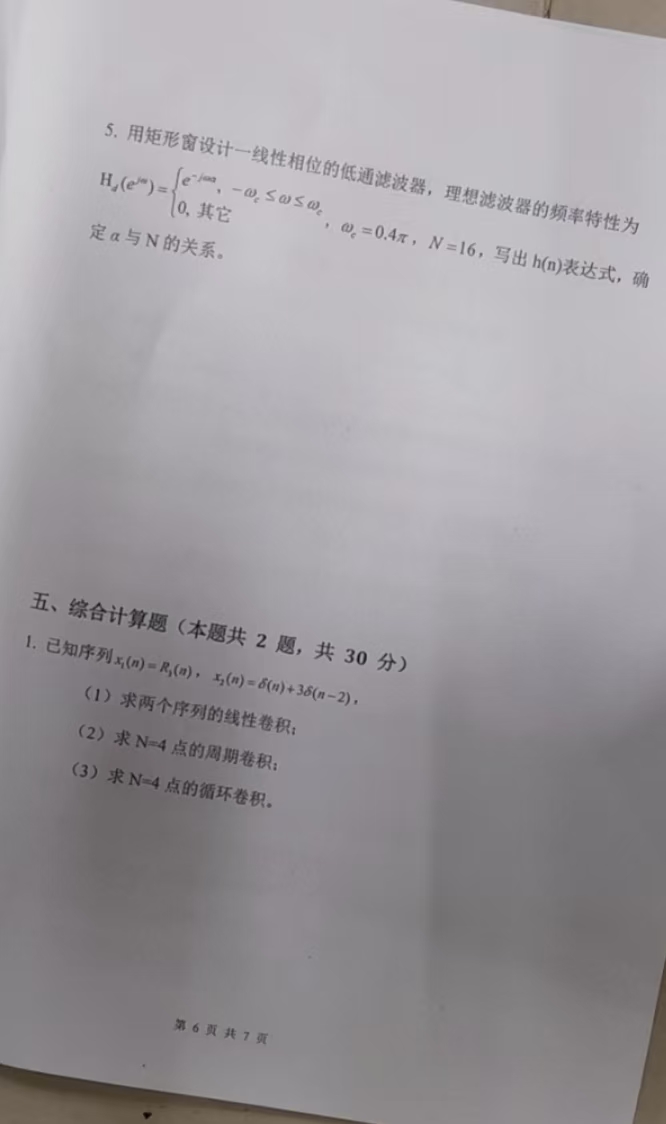 5. 用矩形窗设计一线性相位的低通滤波器，理想滤波器的频率特性为
H_d(e^{jω})={e^{-jωα}, -ω_c≤ω≤ω_c
0, 其它 ，ω_c=0.4π，N=16，写出 h(n)表达式，确
定 α 与 N 的关系。
五、综合计算题（本题共 2 题，共 30 分）
1. 已知序列x₁(n)=R₃(n)，x₂(n)=δ(n)+3δ(n-2)，
（1）求两个序列的线性卷积；
（2）求 N=4 点的周期卷积；
（3）求 N=4 点的循环卷积。
第 6 页 共 7 页